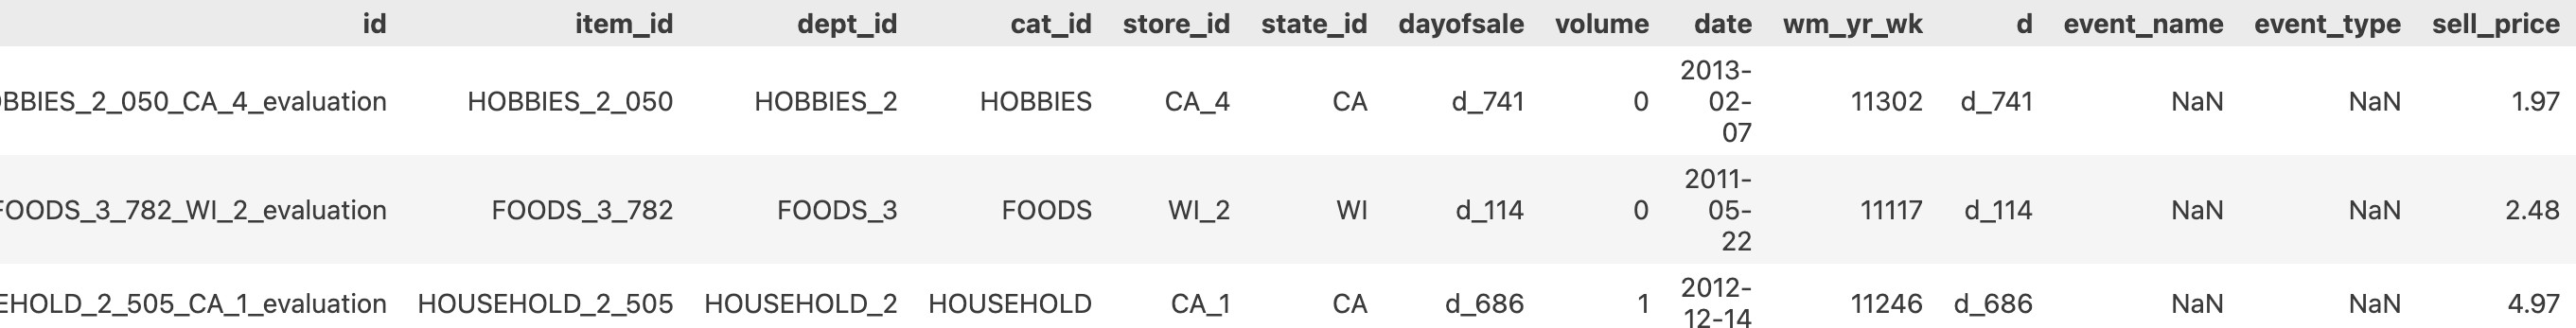 id item_id dept_id cat_id store_id state_id dayofsale volume date wm_yr_wk d event_name event_type sell_price
BBIES_2_050_CA_4_evaluation HOBBIES_2_050 HOBBIES_2 HOBBIES CA_4 CA d_741 0 2013-02-07 11302 d_741 NaN NaN 1.97
FOODS_3_782_WI_2_evaluation FOODS_3_782 FOODS_3 FOODS WI_2 WI d_114 0 2011-05-22 11117 d_114 NaN NaN 2.48
EHOLD_2_505_CA_1_evaluation HOUSEHOLD_2_505 HOUSEHOLD_2 HOUSEHOLD CA_1 CA d_686 1 2012-12-14 11246 d_686 NaN NaN 4.97